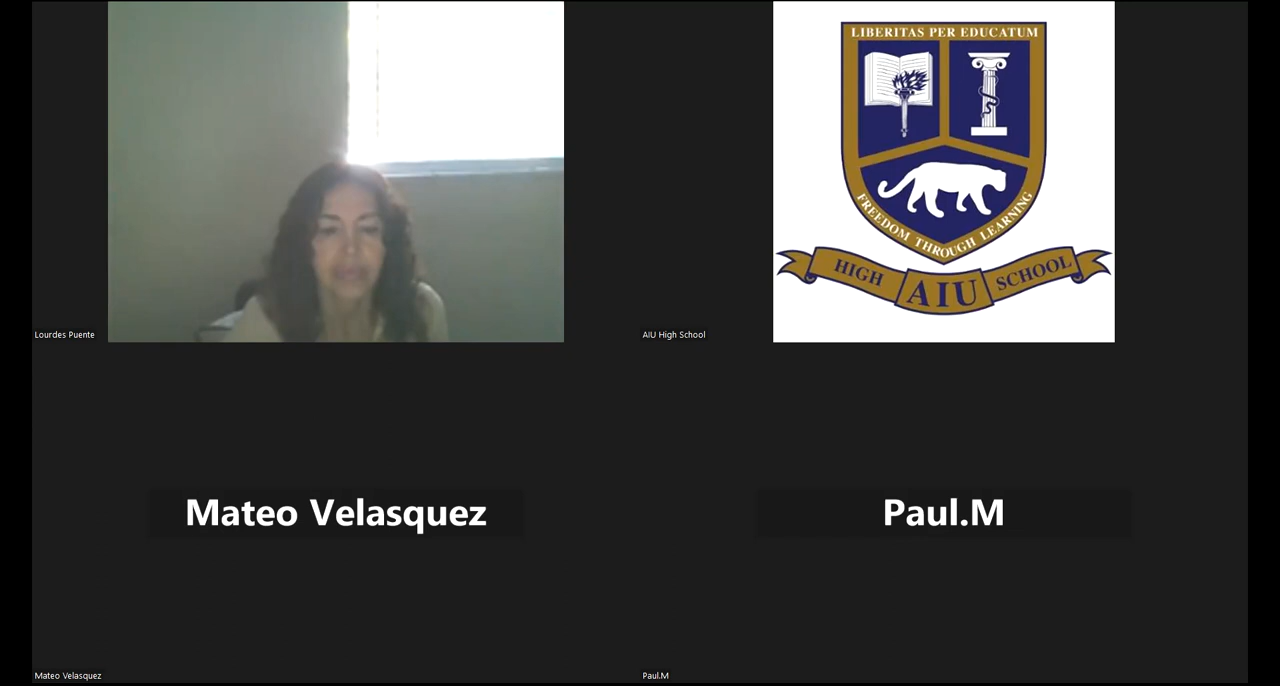 LIBERITAS PER EDUCATUM
FREEDOM THROUGH LEARNING
HIGH AIU SCHOOL
Lourdes Puente
AIU High School
Mateo Velasquez
Paul.M
Mateo Velasquez
Paul.M